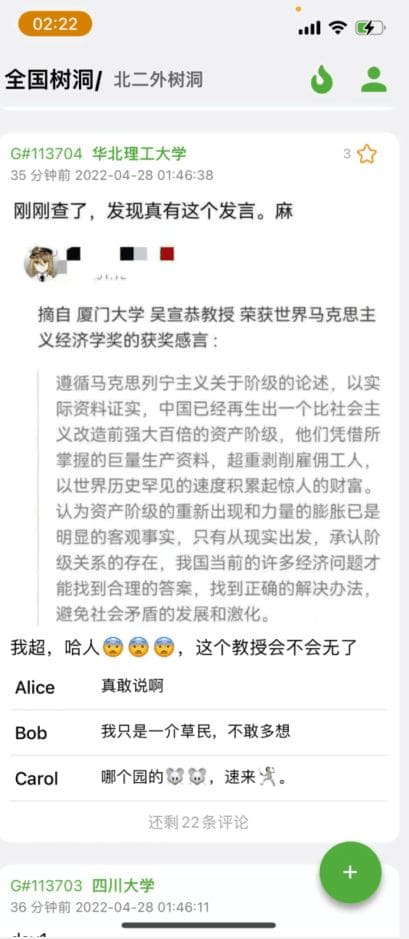 02:22
全国树洞/ 北二外树洞
G#113704 华北理工大学 3
35 分钟前 2022-04-28 01:46:38
刚刚查了，发现真有这个发言。麻
摘自 厦门大学 吴宣恭教授 荣获世界马克思主
义经济学奖的获奖感言：
遵循马克思列宁主义关于阶级的论述，以实
际资料证实，中国已经再生出一个比社会主
义改造前强大百倍的资产阶级，他们凭借所
掌握的巨量生产资料，超重剥削雇佣工人，
以世界历史罕见的速度积累起惊人的财富。
认为资产阶级的重新出现和力量的膨胀已是
明显的客观事实，只有从现实出发，承认阶
级关系的存在，我国当前的许多经济问题才
能找到合理的答案，找到正确的解决办法，
避免社会矛盾的发展和激化。
我超，哈人😨😨😨，这个教授会不会无了
Alice 真敢说啊
Bob 我只是一介草民，不敢多想
Carol 哪个园的🐭🐭，速来🤺。
还剩22条评论
+
G#113703 四川大学
36 分钟前 2022-04-28 01:46:11